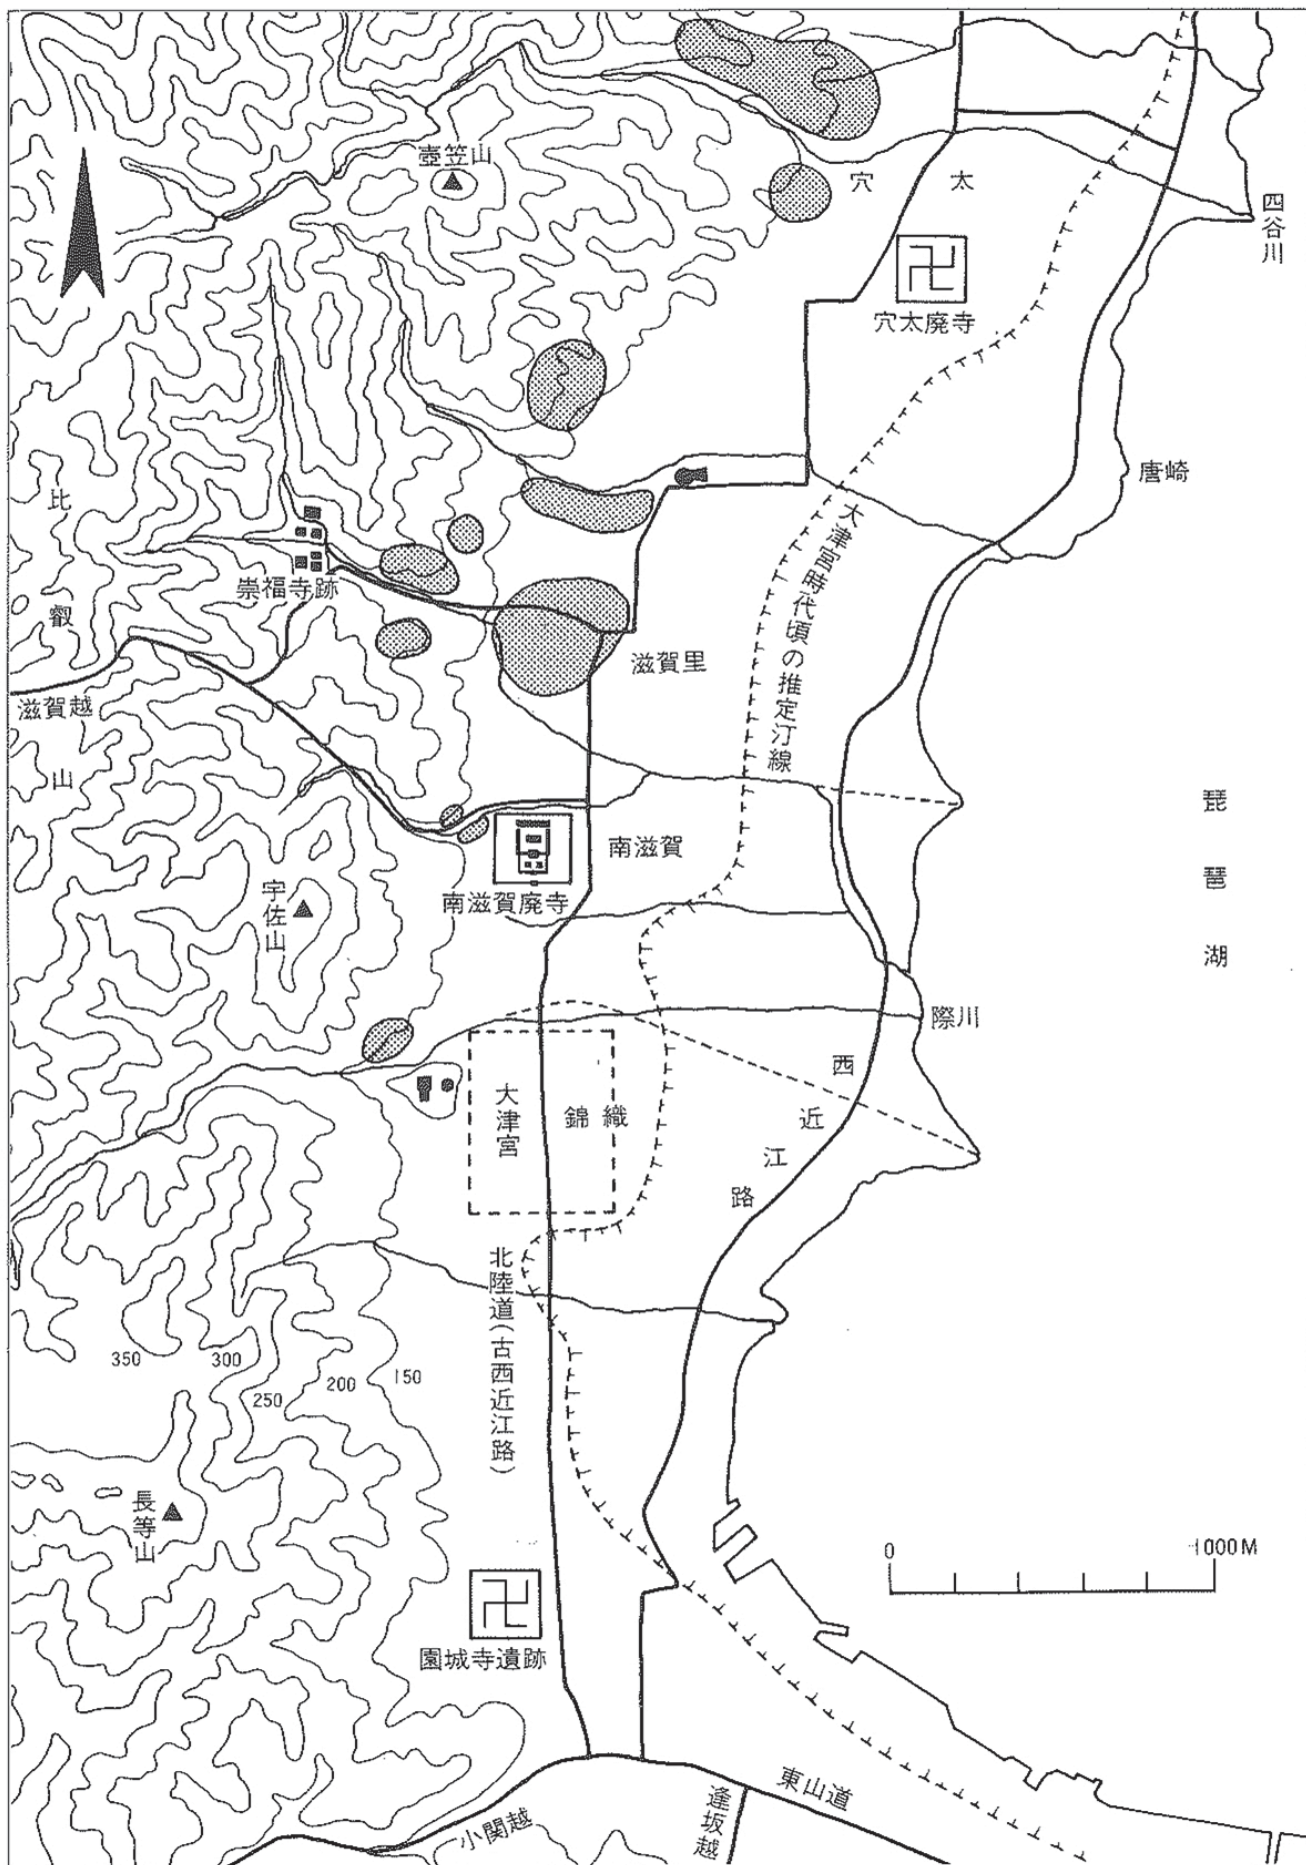 壺笠山
穴太
四谷川
穴太廃寺
唐崎
比叡山
崇福寺跡
大津宮時代頃の推定汀線
滋賀里
滋賀越
琵琶湖
南滋賀
南滋賀廃寺
宇佐山
際川
大津宮
錦織
西近江路
北陸道(古西近江路)
350
300
250
200
150
長等山
0
1000M
園城寺遺跡
東山道
逢坂越
小関越